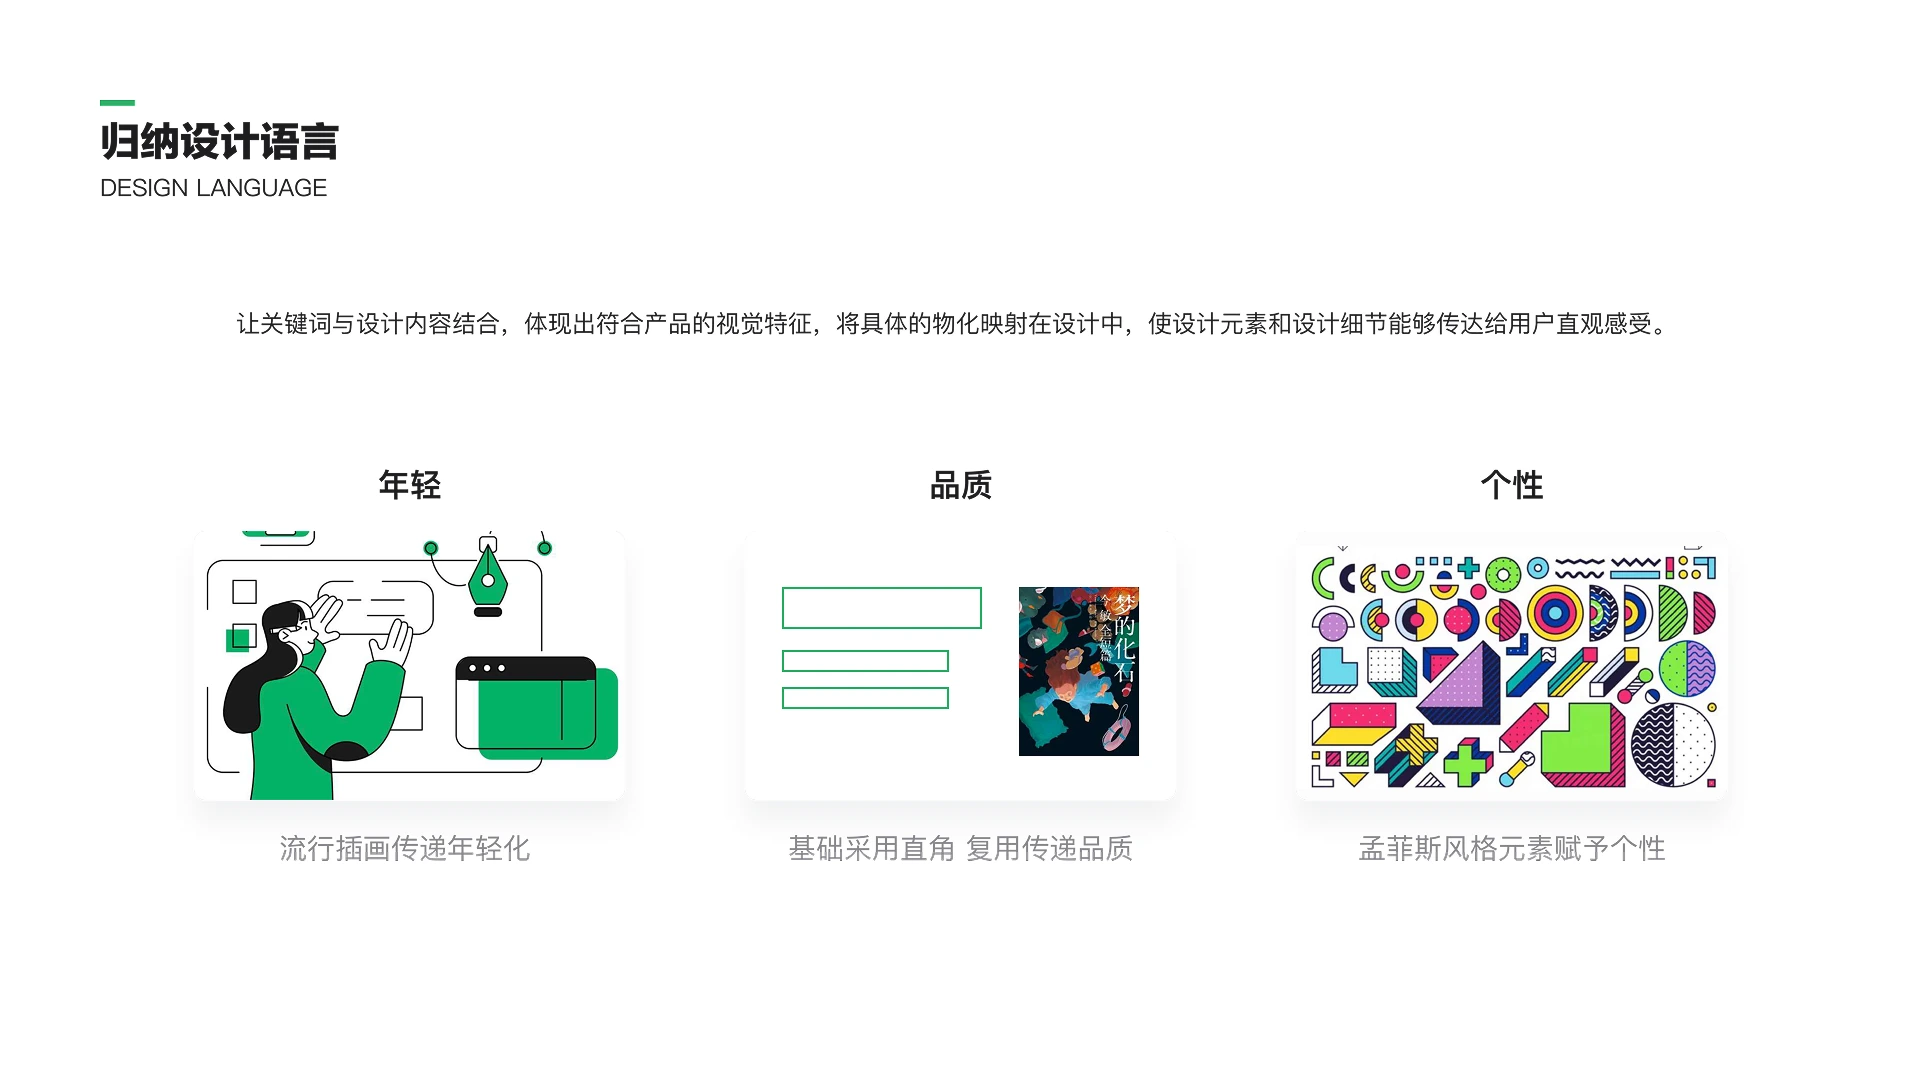 归纳设计语言
DESIGN LANGUAGE
让关键词与设计内容结合，体现出符合产品的视觉特征，将具体的物化映射在设计中，使设计元素和设计细节能够传达给用户直观感受。
年轻
品质
个性
梦的化石
今敏 全短篇
流行插画传递年轻化
基础采用直角 复用传递品质
孟菲斯风格元素赋予个性